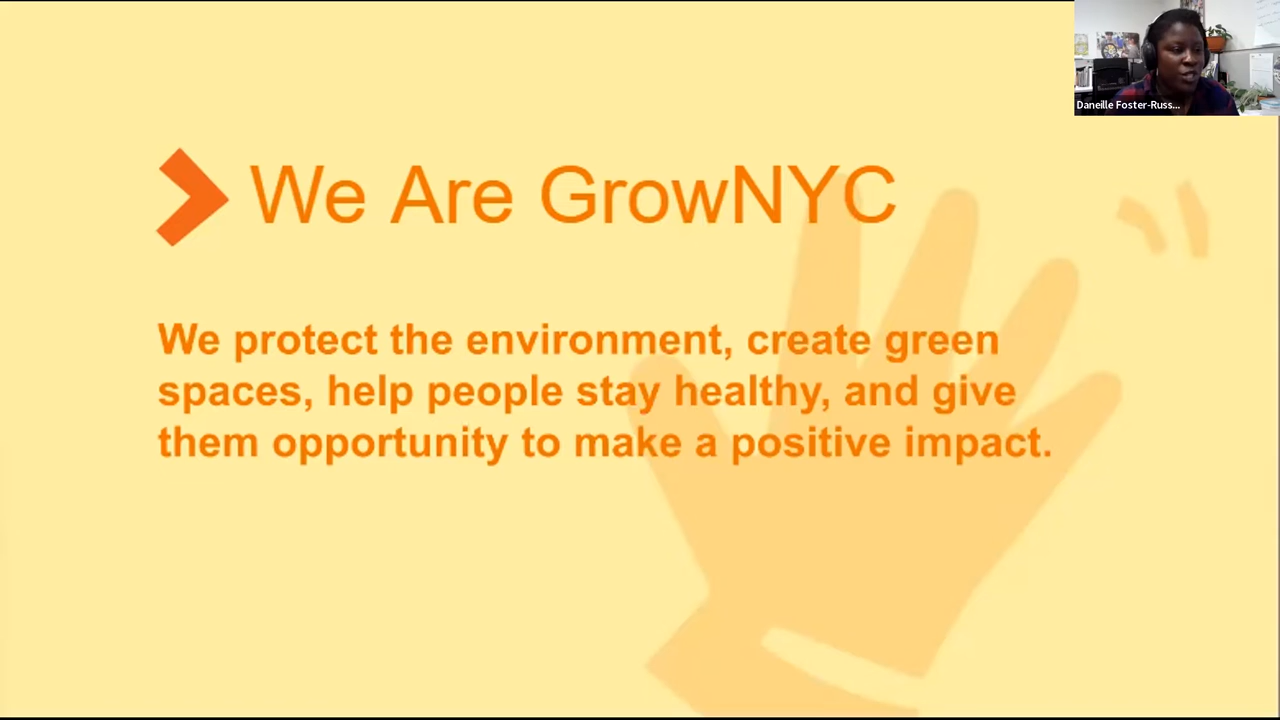 We Are GrowNYC
We protect the environment, create green
spaces, help people stay healthy, and give
them opportunity to make a positive impact.
Daneille Foster-Russ...